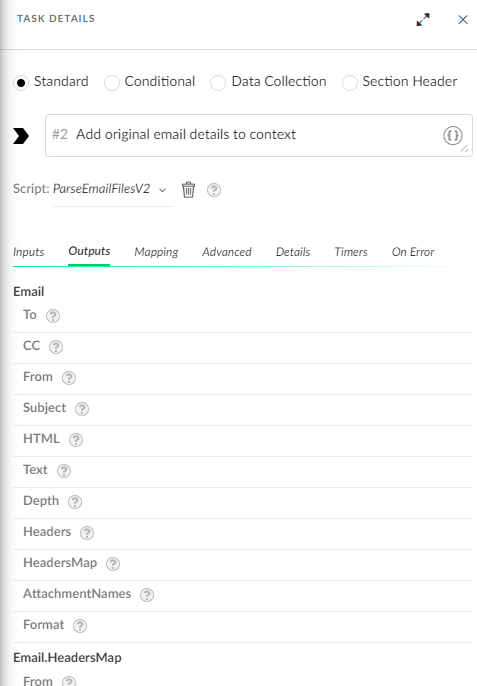 TASK DETAILS
Standard Conditional Data Collection Section Header
#2 Add original email details to context {}
Script: ParseEmailFilesV2 ?
Inputs Outputs Mapping Advanced Details Timers On Error
Email
To ?
CC ?
From ?
Subject ?
HTML ?
Text ?
Depth ?
Headers ?
HeadersMap ?
AttachmentNames ?
Format ?
Email.HeadersMap
From ?